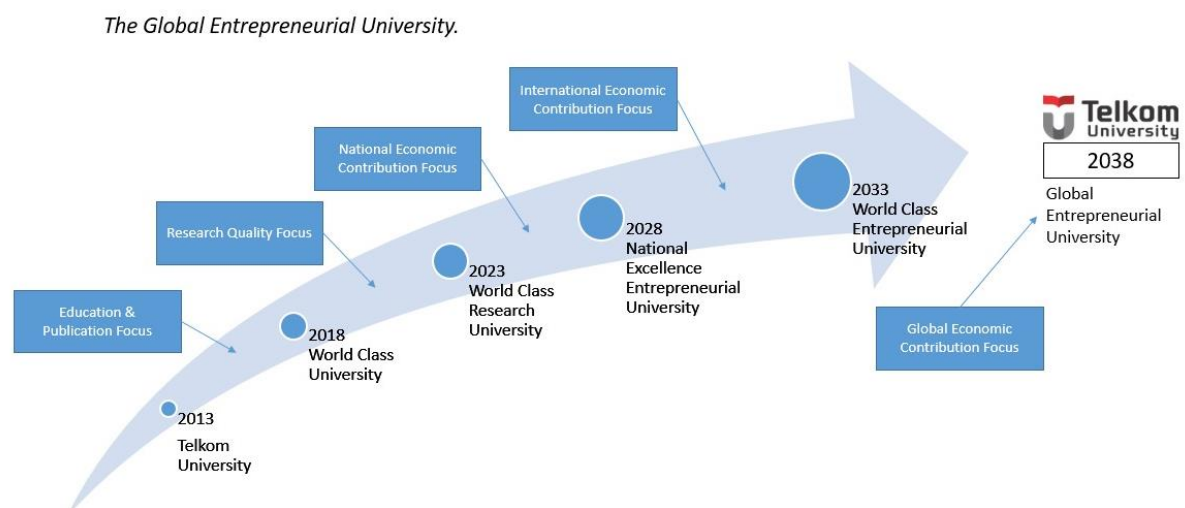 The Global Entrepreneurial University.
International Economic
Contribution Focus
National Economic
Contribution Focus
Research Quality Focus
Education &
Publication Focus
2013
Telkom
University
2018
World Class
University
2023
World Class
Research
University
2028
National
Excellence
Entrepreneurial
University
2033
World Class
Entrepreneurial
University
Telkom
University
2038
Global
Entrepreneurial
University
Global Economic
Contribution Focus